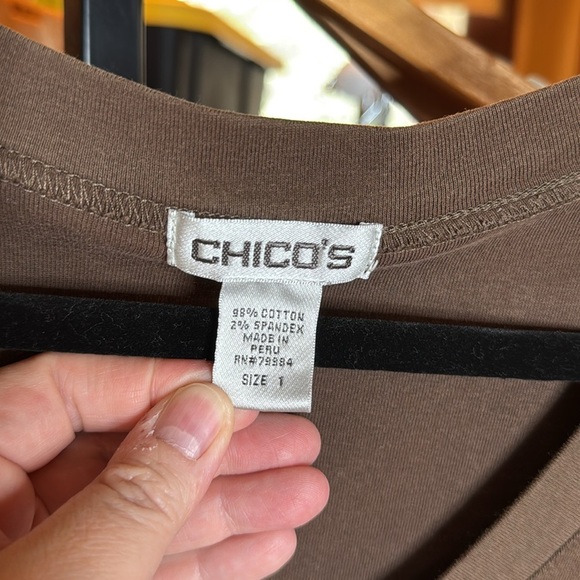 CHICO'S
98% COTTON
2% SPANDEX
MADE IN
PERU
RN#79984
SIZE 1